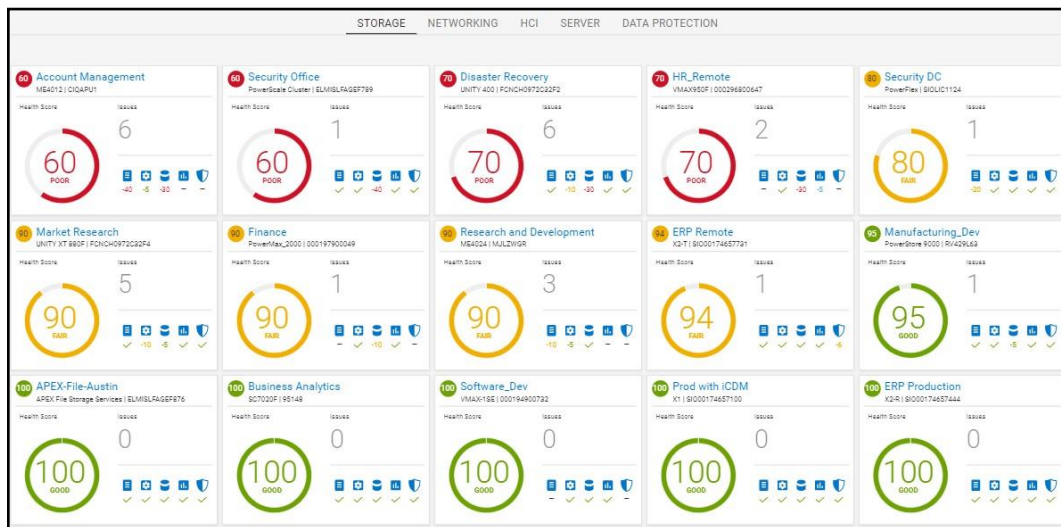 STORAGE NETWORKING HCI SERVER DATA PROTECTION
60 Account Management
ME4012 | CIQAPU1
Health Score Issues
6
60
POOR
-40 -5 -30 – –
60 Security Office
PowerScale Cluster | ELMISLFAGEF789
Health Score Issues
1
60
POOR
-40
70 Disaster Recovery
UNITY 400 | FCNCH0972C32F2
Health Score Issues
6
70
POOR
-10 -30
70 HR_Remote
VMAX950F | 000296800647
Health Score Issues
2
70
POOR
– -30 -5 –
80 Security DC
PowerFlex | SIOLIC1124
Health Score Issues
1
80
FAIR
-20
90 Market Research
UNITY XT 880F | FCNCH0972C32F4
Health Score Issues
5
90
FAIR
-10 -5
90 Finance
PowerMax_2000 | 000197900049
Health Score Issues
1
90
FAIR
– -10 –
90 Research and Development
ME4024 | MJLZWGR
Health Score Issues
3
90
FAIR
-10 -5 – –
94 ERP Remote
X2-T | SIO00174657731
Health Score Issues
1
94
FAIR
-6
95 Manufacturing_Dev
PowerStore 9000 | RV429L63
Health Score Issues
1
95
GOOD
-5
100 APEX-File-Austin
APEX File Storage Services | ELMISLFAGEF876
Health Score Issues
0
100
GOOD
100 Business Analytics
SC7020F | 95148
Health Score Issues
0
100
GOOD
100 Software_Dev
VMAX-1SE | 000194900732
Health Score Issues
0
100
GOOD
– –
100 Prod with iCDM
X1 | SIO00174657100
Health Score Issues
0
100
GOOD
100 ERP Production
X2-R | SIO00174657444
Health Score Issues
0
100
GOOD